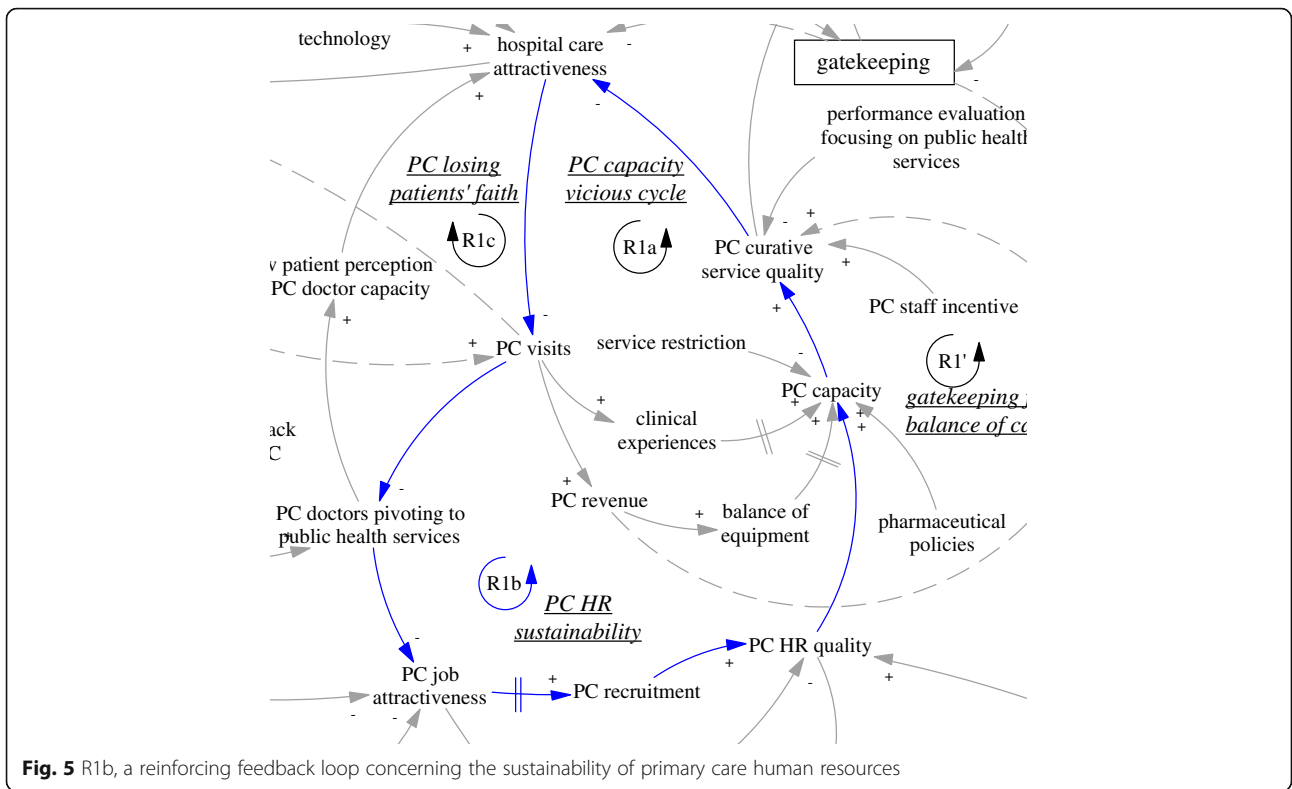 technology
hospital care
attractiveness
gatekeeping
performance evaluation
focusing on public health
services
PC losing
patients' faith
PC capacity
vicious cycle
R1c
R1a
PC curative
service quality
patient perception
PC doctor capacity
PC staff incentive
PC visits
service restriction
R1'
PC capacity
gatekeeping
balance of
clinical
experiences
PC revenue
balance of
equipment
pharmaceutical
policies
PC doctors pivoting to
public health services
R1b
PC HR
sustainability
PC HR quality
PC job
attractiveness
PC recruitment
+
-
+
-
-
-
+
+
+
+
-
+
-
+
+
+
+
+
-
+
+
-
+
+
-
+
-
-
Fig. 5 R1b, a reinforcing feedback loop concerning the sustainability of primary care human resources